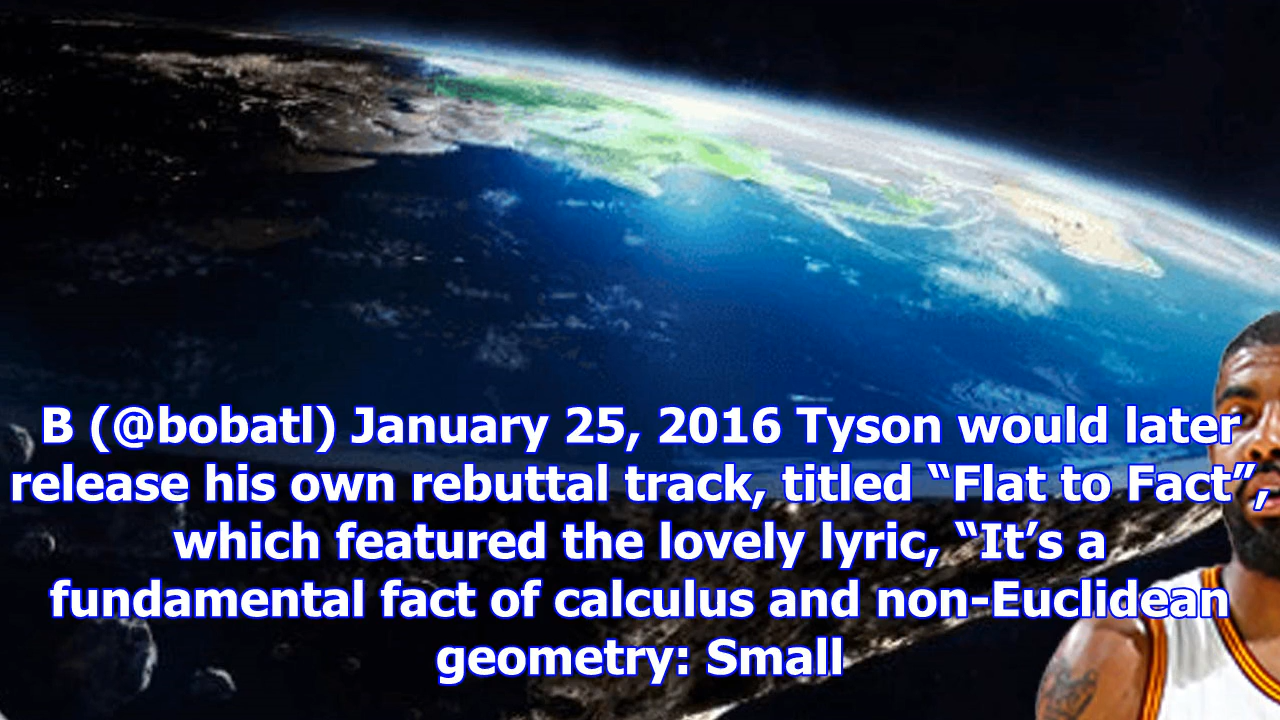 B (@bobatl) January 25, 2016 Tyson would later
release his own rebuttal track, titled “Flat to Fact”,
which featured the lovely lyric, “It’s a
fundamental fact of calculus and non-Euclidean
geometry: Small